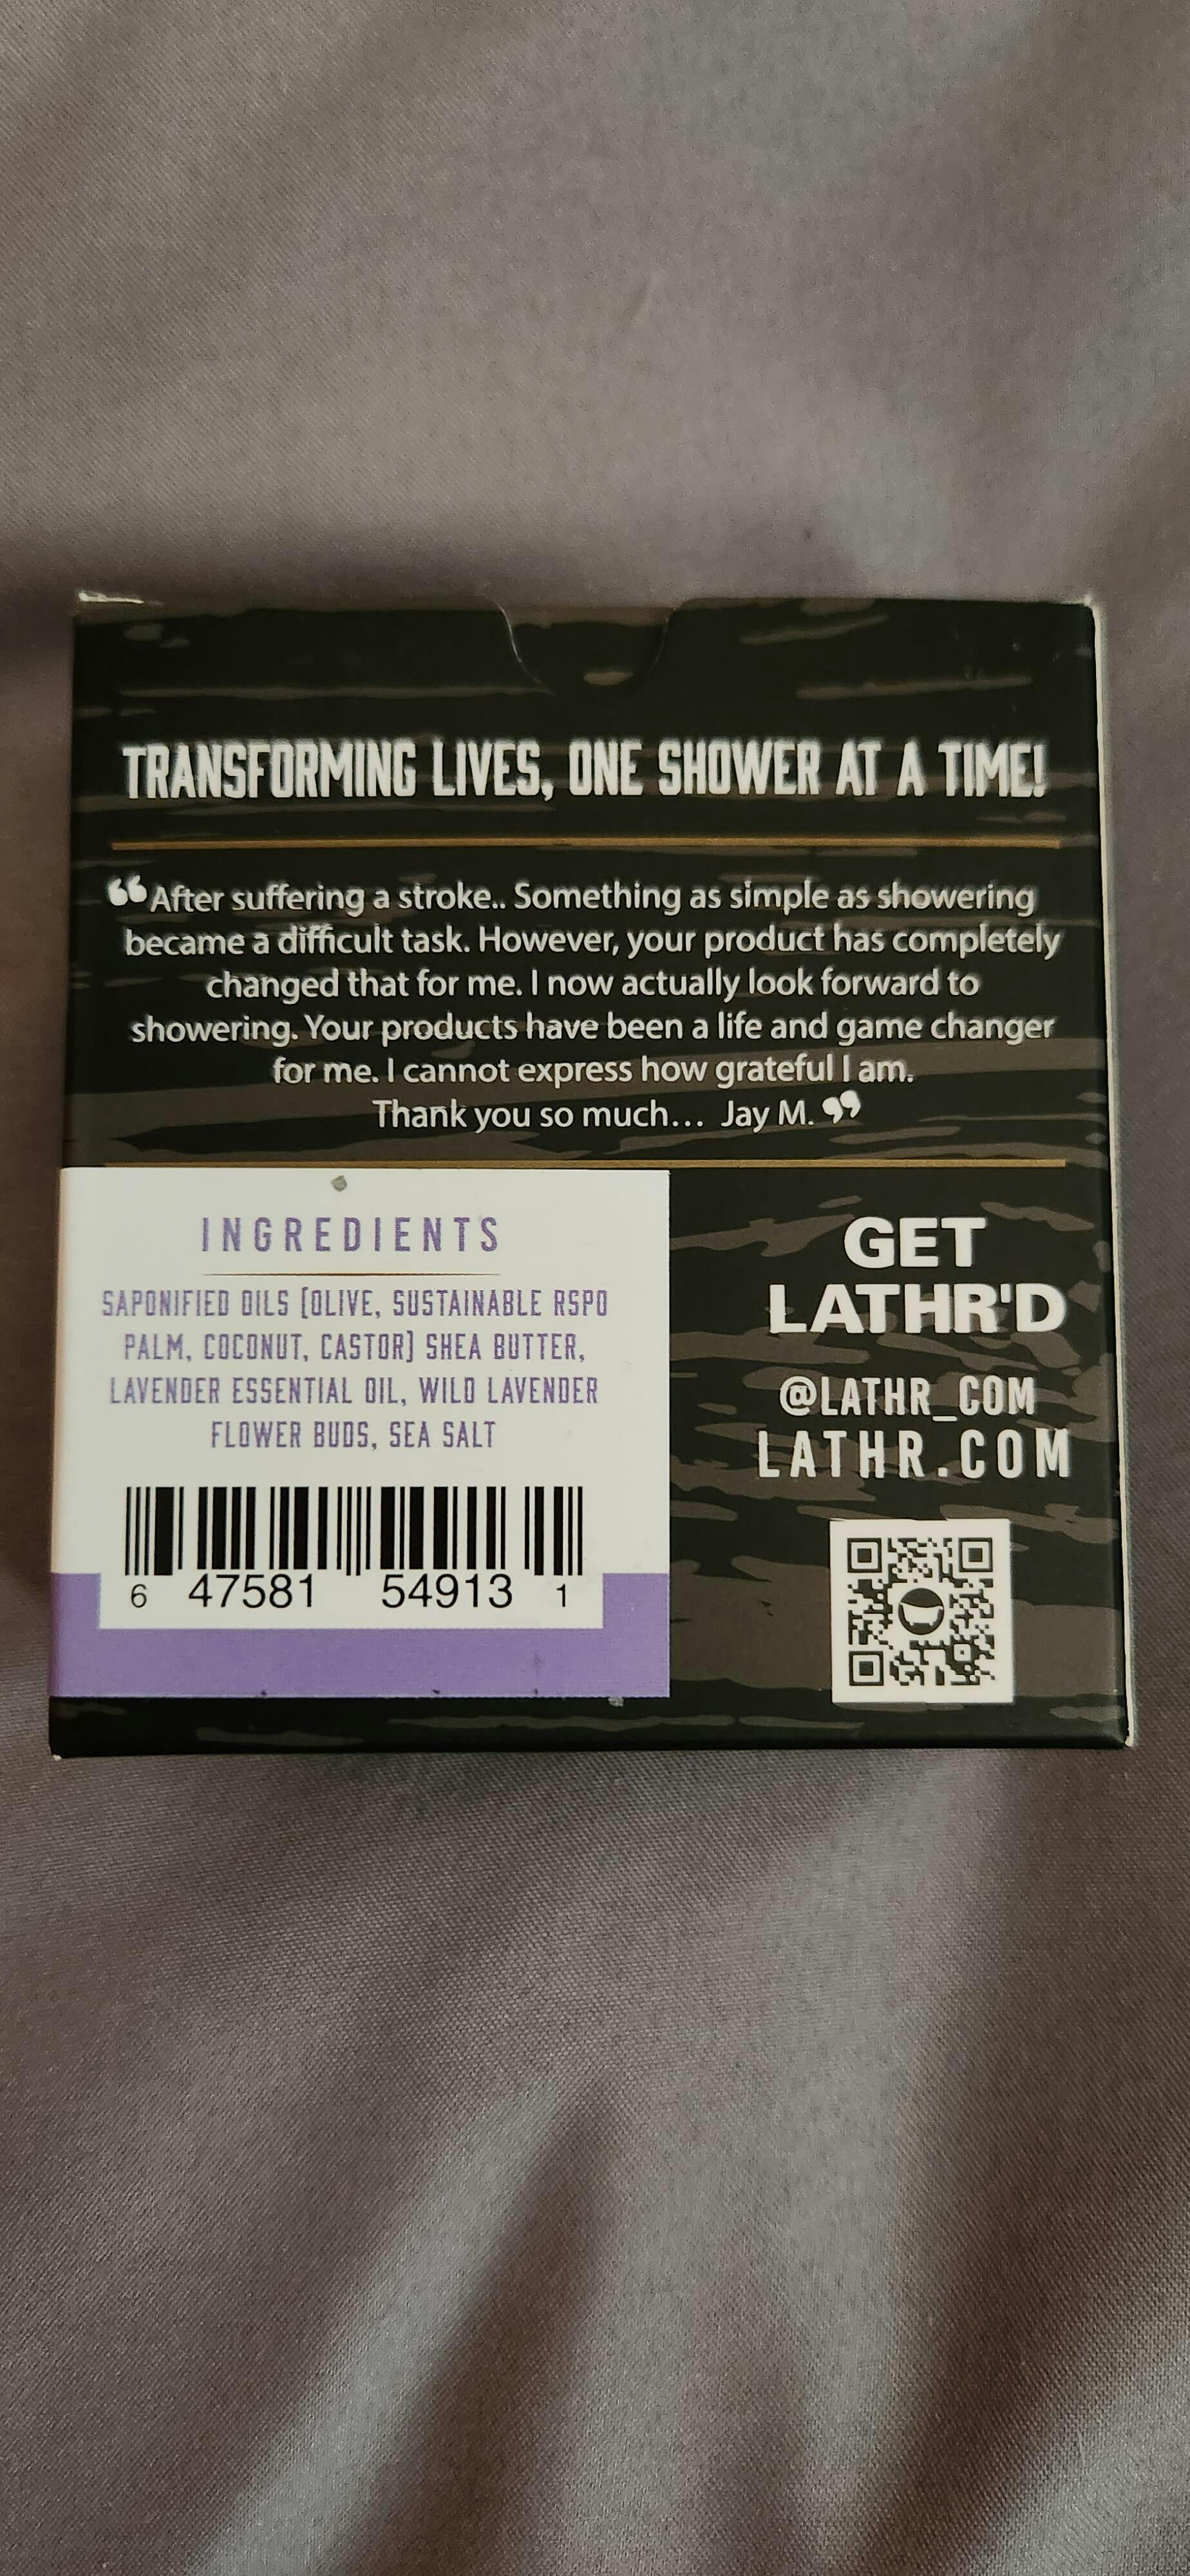 TRANSFORMING LIVES, ONE SHOWER AT A TIME!
“After suffering a stroke.. Something as simple as showering
became a difficult task. However, your product has completely
changed that for me. I now actually look forward to
showering. Your products have been a life and game changer
for me. I cannot express how grateful I am.
Thank you so much... Jay M.”
INGREDIENTS
SAPONIFIED OILS [OLIVE, SUSTAINABLE RSPO
PALM, COCONUT, CASTOR] SHEA BUTTER,
LAVENDER ESSENTIAL OIL, WILD LAVENDER
FLOWER BUDS, SEA SALT
6 47581 54913 1
GET
LATHR'D
@LATHR_COM
LATHR.COM